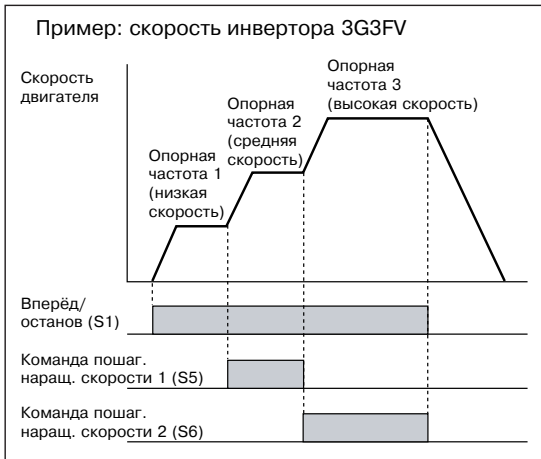 Пример: скорость инвертора 3G3FV
Скорость
двигателя
Опорная
частота 1
(низкая
скорость)
Опорная
частота 2
(средняя
скорость)
Опорная
частота 3
(высокая скорость)
Вперёд/
останов (S1)
Команда пошаг.
наращ. скорости 1 (S5)
Команда пошаг.
наращ. скорости 2 (S6)